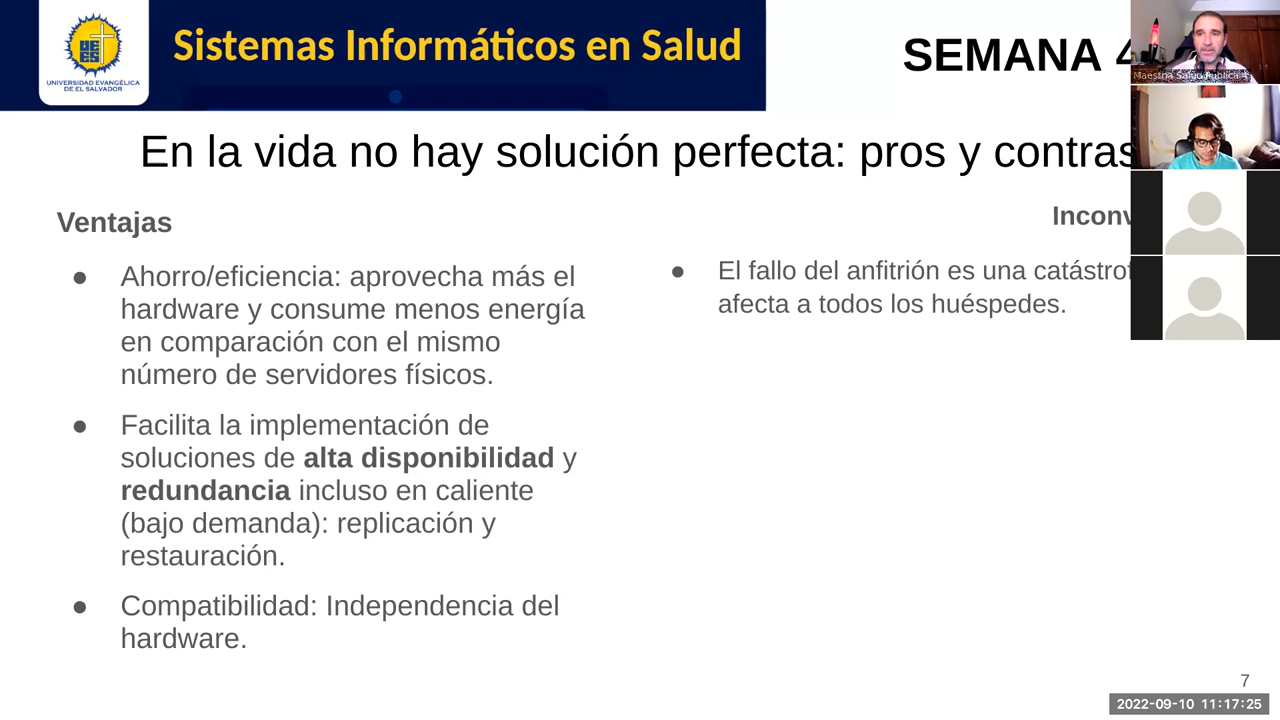 UNIVERSIDAD EVANGÉLICA
DE EL SALVADOR
Sistemas Informáticos en Salud
SEMANA 4
Maestria Salud Publica 4
En la vida no hay solución perfecta: pros y contras
Ventajas
● Ahorro/eficiencia: aprovecha más el
hardware y consume menos energía
en comparación con el mismo
número de servidores físicos.
● Facilita la implementación de
soluciones de alta disponibilidad y
redundancia incluso en caliente
(bajo demanda): replicación y
restauración.
● Compatibilidad: Independencia del
hardware.
Inconv
● El fallo del anfitrión es una catástrof
afecta a todos los huéspedes.
7
2022-09-10 11:17:25